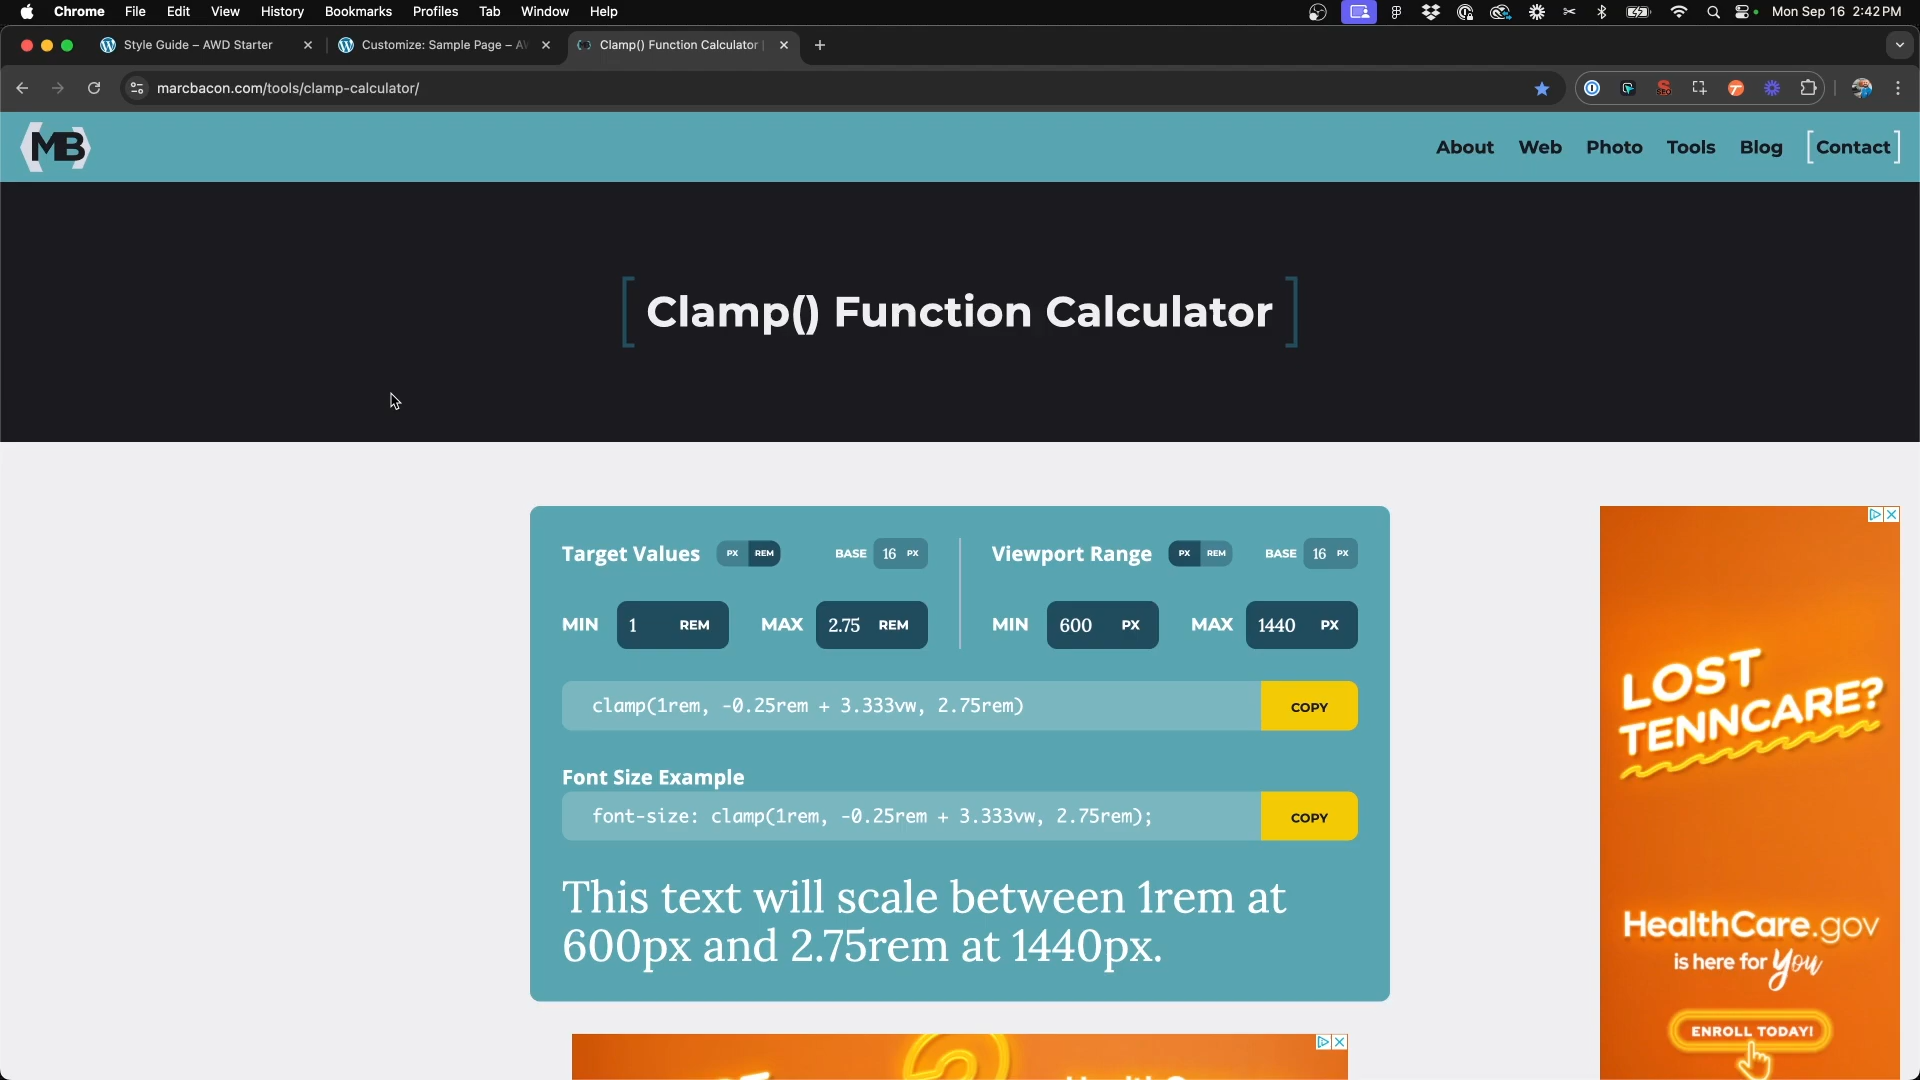 Chrome File Edit View History Bookmarks Profiles Tab Window Help Mon Sep 16 2:42 PM
Style Guide – AWD Starter
Customize: Sample Page – AW
Clamp() Function Calculator |
marcbacon.com/tools/clamp-calculator/
MB
About Web Photo Tools Blog [Contact]
[Clamp() Function Calculator]
Target Values PX REM BASE 16 PX
Viewport Range PX REM BASE 16 PX
MIN 1 REM MAX 2.75 REM
MIN 600 PX MAX 1440 PX
clamp(1rem, -0.25rem + 3.333vw, 2.75rem) COPY
Font Size Example
font-size: clamp(1rem, -0.25rem + 3.333vw, 2.75rem); COPY
This text will scale between 1rem at
600px and 2.75rem at 1440px.
LOST
TENNCARE?
HealthCare.gov
is here for You
ENROLL TODAY!